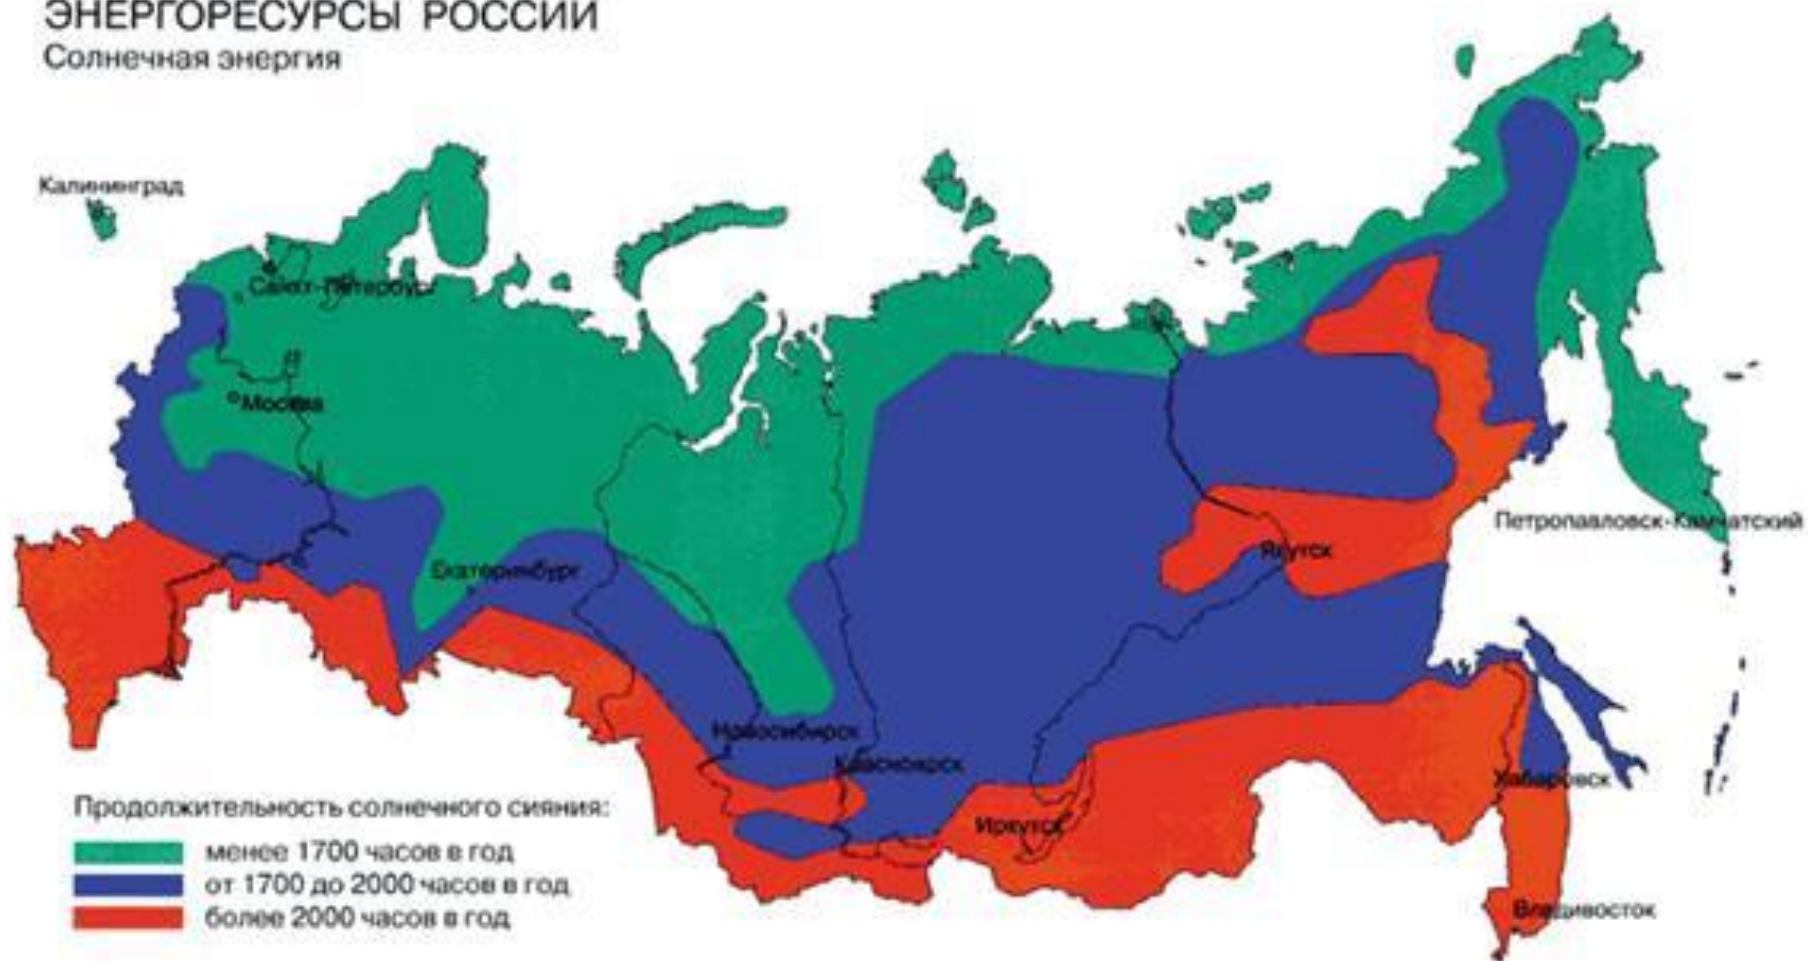 ЭНЕРГОРЕСУРСЫ РОССИИ
Солнечная энергия
Калининград
Санкт-Петербург
Москва
Петропавловск-Камчатский
Якутск
Екатеринбург
Новосибирск
Красноярск
Хабаровск
Иркутск
Владивосток
Продолжительность солнечного сияния:
менее 1700 часов в год
от 1700 до 2000 часов в год
более 2000 часов в год